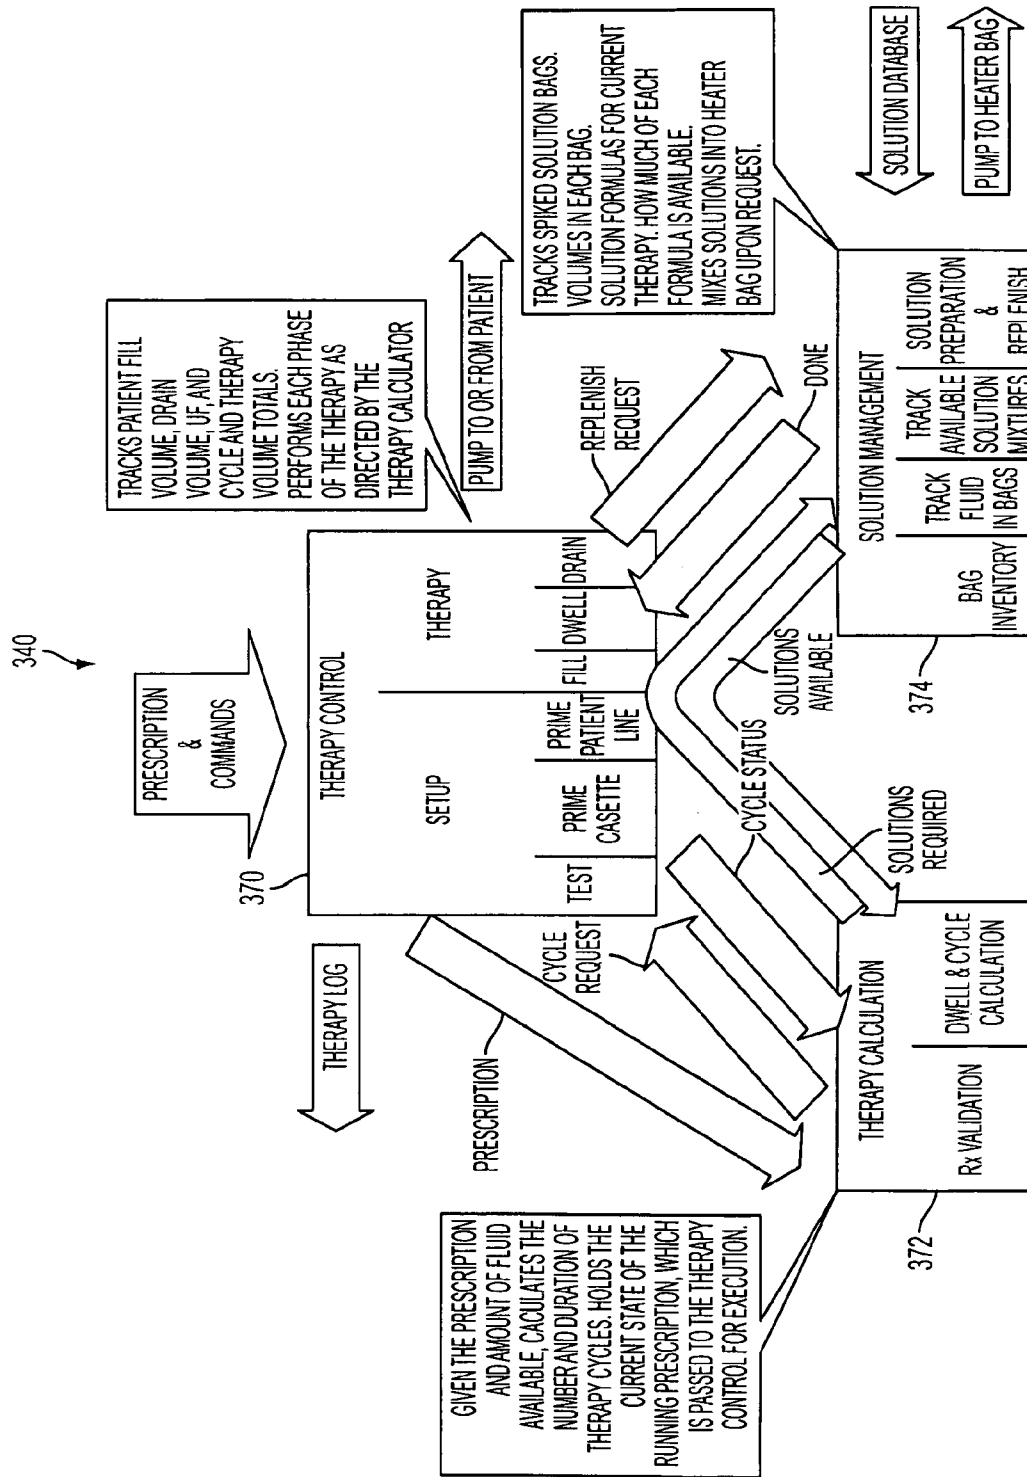 340
PRESCRIPTION
&
COMMANDS
TRACKS PATIENT FILL
VOLUME, DRAIN
VOLUME, UF, AND
CYCLE AND THERAPY
VOLUME TOTALS.
PERFORMS EACH PHASE
OF THE THERAPY AS
DIRECTED BY THE
THERAPY CALCULATOR
370
THERAPY LOG
THERAPY CONTROL
SETUP
THERAPY
TEST
PRIME
CASETTE
PRIME
PATIENT
LINE
FILL
DWELL
DRAIN
PUMP TO OR FROM PATIENT
PRESCRIPTION
CYCLE
REQUEST
CYCLE STATUS
SOLUTIONS
REQUIRED
SOLUTIONS
AVAILABLE
REPLENISH
REQUEST
DONE
TRACKS SPIKED SOLUTION BAGS.
VOLUMES IN EACH BAG.
SOLUTION FORMULAS FOR CURRENT
THERAPY. HOW MUCH OF EACH
FORMULA IS AVAILABLE.
MIXES SOLUTIONS INTO HEATER
BAG UPON REQUEST.
GIVEN THE PRESCRIPTION
AND AMOUNT OF FLUID
AVAILABLE, CACULATES THE
NUMBER AND DURATION OF
THERAPY CYCLES. HOLDS THE
CURRENT STATE OF THE
RUNNING PRESCRIPTION, WHICH
IS PASSED TO THE THERAPY
CONTROL FOR EXECUTION.
THERAPY CALCULATION
Rx VALIDATION
DWELL & CYCLE
CALCULATION
372
SOLUTION MANAGEMENT
BAG
INVENTORY
TRACK
FLUID
IN BAGS
TRACK
AVAILABLE
SOLUTION
MIXTURES
SOLUTION
PREPARATION
&
REPLENISH
374
SOLUTION DATABASE
PUMP TO HEATER BAG